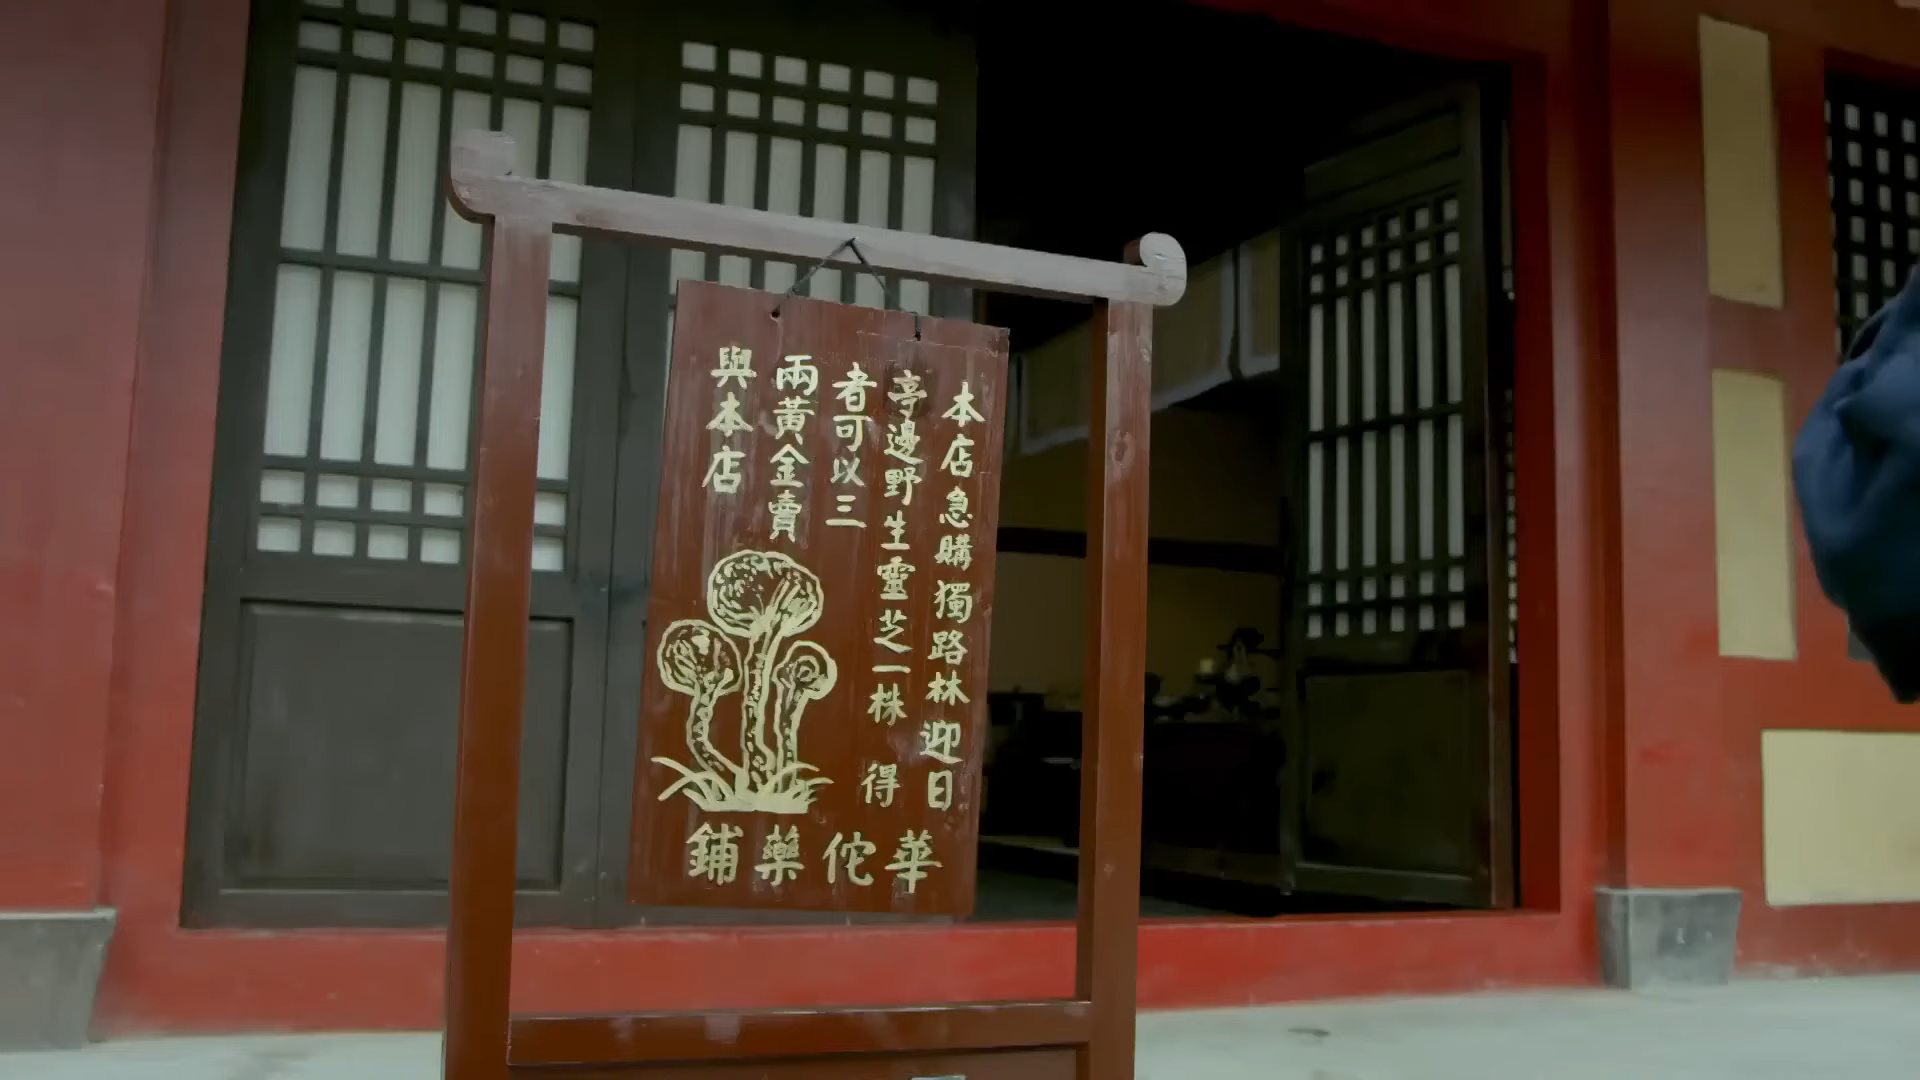 本店急購獨路林迎日
亭邊野生靈芝一株 得
者可以三
兩黃金賣
與本店
華佗藥鋪